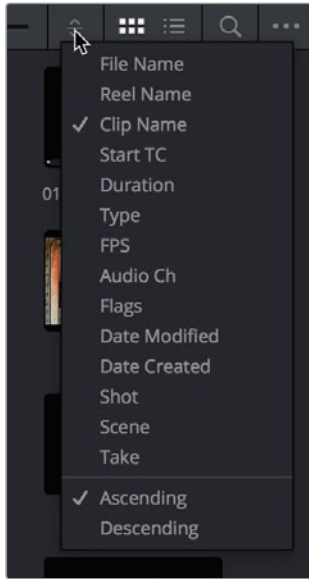 File Name
Reel Name
Clip Name
Start TC
01
Duration
Type
FPS
Audio Ch
Flags
Date Modified
Date Created
Shot
Scene
Take
Ascending
Descending